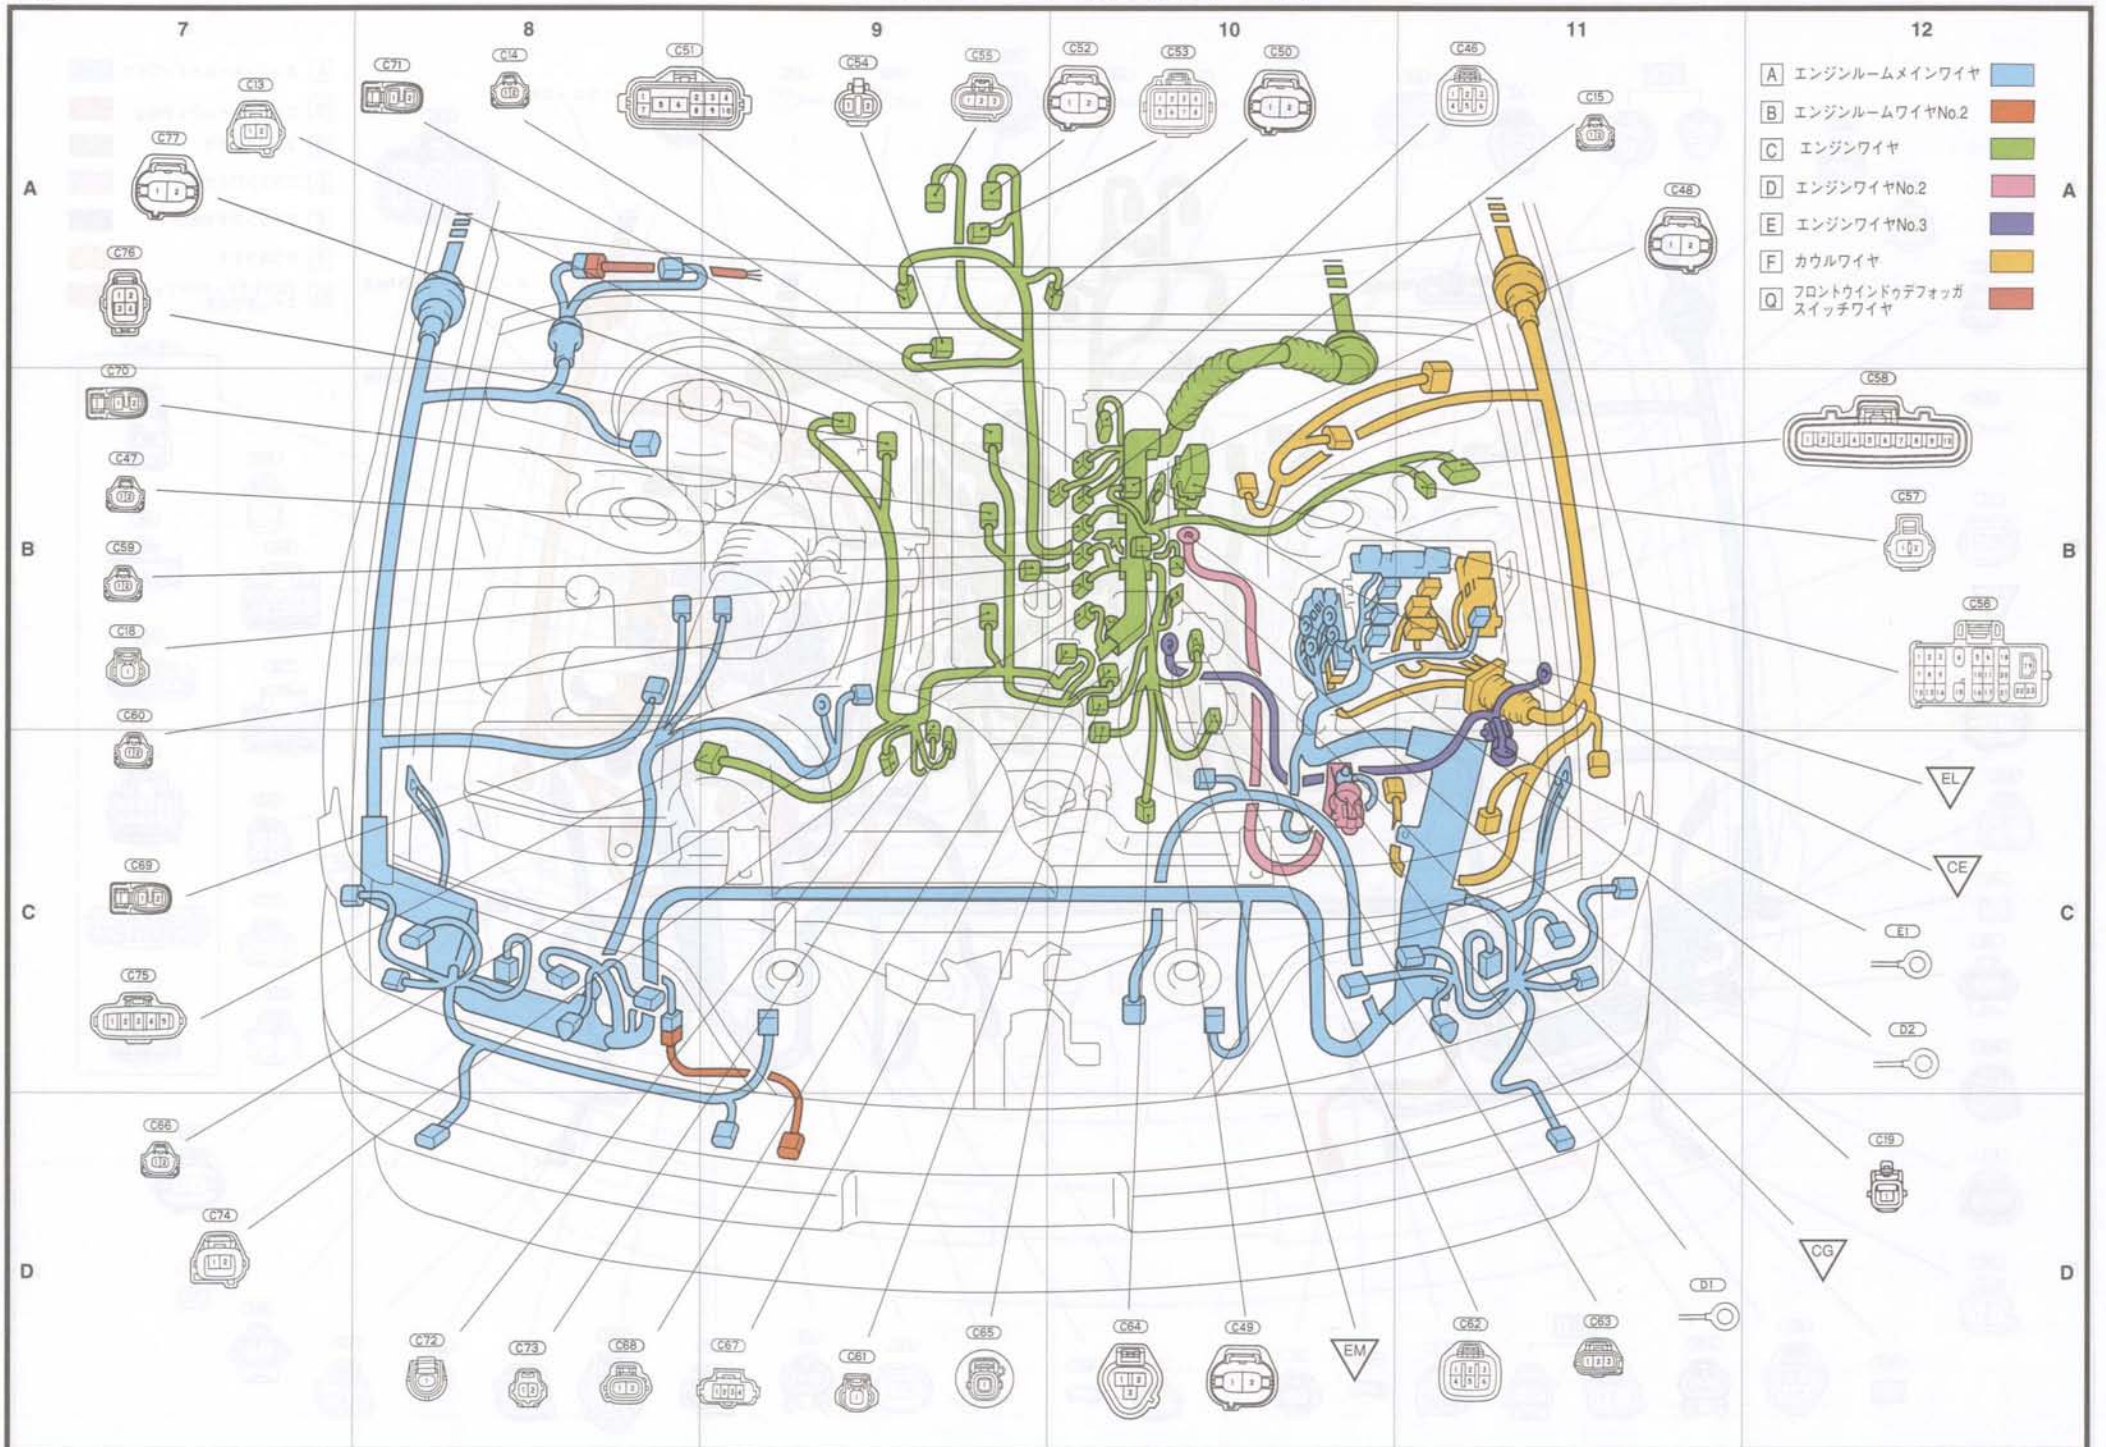 7 8 9 10 11 12
C71 C14 C51 C54 C55 C52 C53 C50 C46
C13
C15
C77
C48
C76
A エンジンルームメインワイヤ
B エンジンルームワイヤNo.2
C エンジンワイヤ
D エンジンワイヤNo.2
E エンジンワイヤNo.3
F カウルワイヤ
Q フロントウインドゥデフォッガ
スイッチワイヤ
A A
C70
C58
C47
C57
B B
C59
C56
C18
C60
EL
C69
CE
C C
E1
C75
D2
C66
C19
C74
CG
D D
D1
C72 C73 C68 C67 C61 C65 C64 C49 EM C62 C63